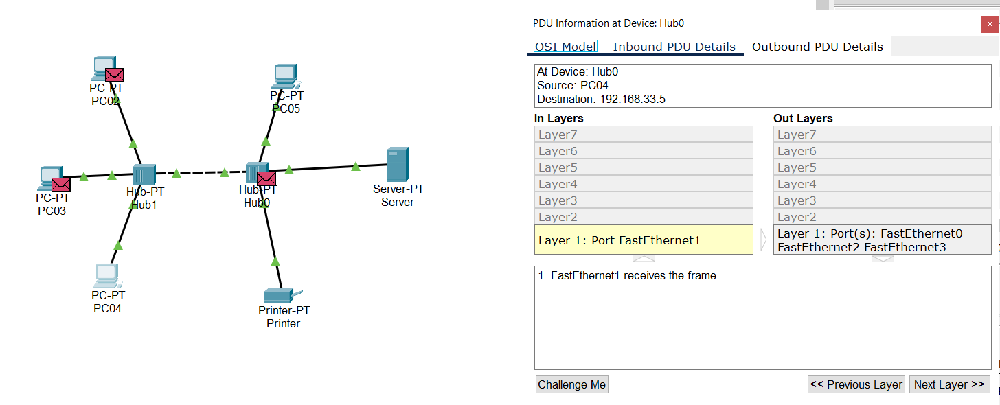 PC-PT
PC02
PC-PT
PC05
PC-PT
PC03
Hub-PT
Hub1
Hub-PT
Hub0
Server-PT
Server
PC-PT
PC04
Printer-PT
Printer
PDU Information at Device: Hub0
×
OSI Model Inbound PDU Details Outbound PDU Details
At Device: Hub0
Source: PC04
Destination: 192.168.33.5
In Layers
Layer7
Layer6
Layer5
Layer4
Layer3
Layer2
Layer 1: Port FastEthernet1
Out Layers
Layer7
Layer6
Layer5
Layer4
Layer3
Layer2
Layer 1: Port(s): FastEthernet0
FastEthernet2 FastEthernet3
1. FastEthernet1 receives the frame.
Challenge Me
<< Previous Layer
Next Layer >>